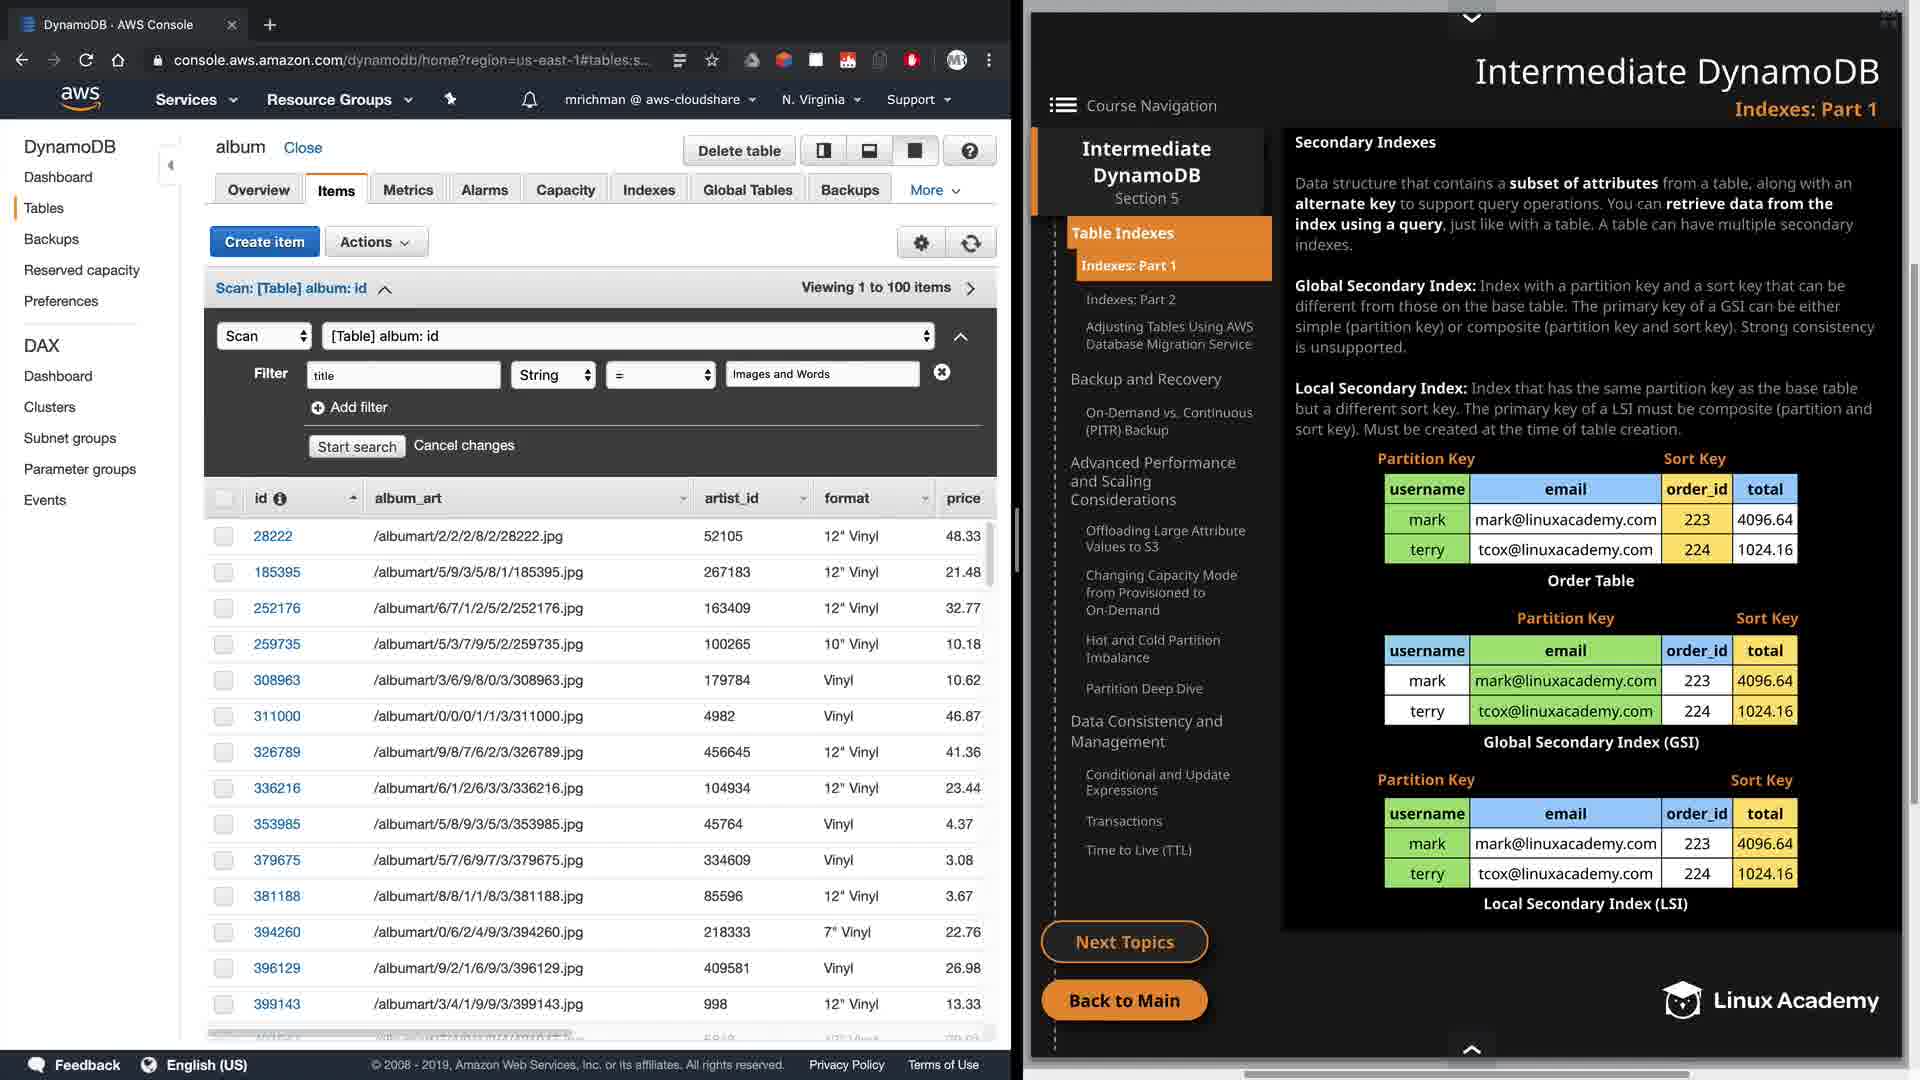 DynamoDB - AWS Console
console.aws.amazon.com/dynamodb/home?region=us-east-1#tables:s...
aws
Services
Resource Groups
mrichman @ aws-cloudshare
N. Virginia
Support
DynamoDB
Dashboard
Tables
Backups
Reserved capacity
Preferences
DAX
Dashboard
Clusters
Subnet groups
Parameter groups
Events
album
Close
Delete table
Overview
Items
Metrics
Alarms
Capacity
Indexes
Global Tables
Backups
More
Create item
Actions
Scan: [Table] album: id
Viewing 1 to 100 items
Scan
[Table] album: id
Filter
title
String
=
Images and Words
Add filter
Start search
Cancel changes
id album_art artist_id format price
28222 /albumart/2/2/2/8/2/28222.jpg 52105 12" Vinyl 48.33
185395 /albumart/5/9/3/5/8/1/185395.jpg 267183 12" Vinyl 21.48
252176 /albumart/6/7/1/2/5/2/252176.jpg 163409 12" Vinyl 32.77
259735 /albumart/5/3/7/9/5/2/259735.jpg 100265 10" Vinyl 10.18
308963 /albumart/3/6/9/8/0/3/308963.jpg 179784 Vinyl 10.62
311000 /albumart/0/0/0/1/1/3/311000.jpg 4982 Vinyl 46.87
326789 /albumart/9/8/7/6/2/3/326789.jpg 456645 12" Vinyl 41.36
336216 /albumart/6/1/2/6/3/3/336216.jpg 104934 12" Vinyl 23.44
353985 /albumart/5/8/9/3/5/3/353985.jpg 45764 Vinyl 4.37
379675 /albumart/5/7/6/9/7/3/379675.jpg 334609 Vinyl 3.08
381188 /albumart/8/8/1/1/8/3/381188.jpg 85596 12" Vinyl 3.67
394260 /albumart/0/6/2/4/9/3/394260.jpg 218333 7" Vinyl 22.76
396129 /albumart/9/2/1/6/9/3/396129.jpg 409581 Vinyl 26.98
399143 /albumart/3/4/1/9/9/3/399143.jpg 998 12" Vinyl 13.33
Feedback
English (US)
© 2008 - 2019, Amazon Web Services, Inc. or its affiliates. All rights reserved.
Privacy Policy
Terms of Use
Intermediate DynamoDB
Indexes: Part 1
Course Navigation
Intermediate
DynamoDB
Section 5
Table Indexes
Indexes: Part 1
Indexes: Part 2
Adjusting Tables Using AWS
Database Migration Service
Backup and Recovery
On-Demand vs. Continuous
(PITR) Backup
Advanced Performance
and Scaling
Considerations
Offloading Large Attribute
Values to S3
Changing Capacity Mode
from Provisioned to
On-Demand
Hot and Cold Partition
Imbalance
Partition Deep Dive
Data Consistency and
Management
Conditional and Update
Expressions
Transactions
Time to Live (TTL)
Next Topics
Back to Main
Secondary Indexes
Data structure that contains a subset of attributes from a table, along with an
alternate key to support query operations. You can retrieve data from the
index using a query, just like with a table. A table can have multiple secondary
indexes.
Global Secondary Index: Index with a partition key and a sort key that can be
different from those on the base table. The primary key of a GSI can be either
simple (partition key) or composite (partition key and sort key). Strong consistency
is unsupported.
Local Secondary Index: Index that has the same partition key as the base table
but a different sort key. The primary key of a LSI must be composite (partition and
sort key). Must be created at the time of table creation.
Partition Key Sort Key
username email order_id total
mark mark@linuxacademy.com 223 4096.64
terry tcox@linuxacademy.com 224 1024.16
Order Table
Partition Key Sort Key
username email order_id total
mark mark@linuxacademy.com 223 4096.64
terry tcox@linuxacademy.com 224 1024.16
Global Secondary Index (GSI)
Partition Key Sort Key
username email order_id total
mark mark@linuxacademy.com 223 4096.64
terry tcox@linuxacademy.com 224 1024.16
Local Secondary Index (LSI)
Linux Academy